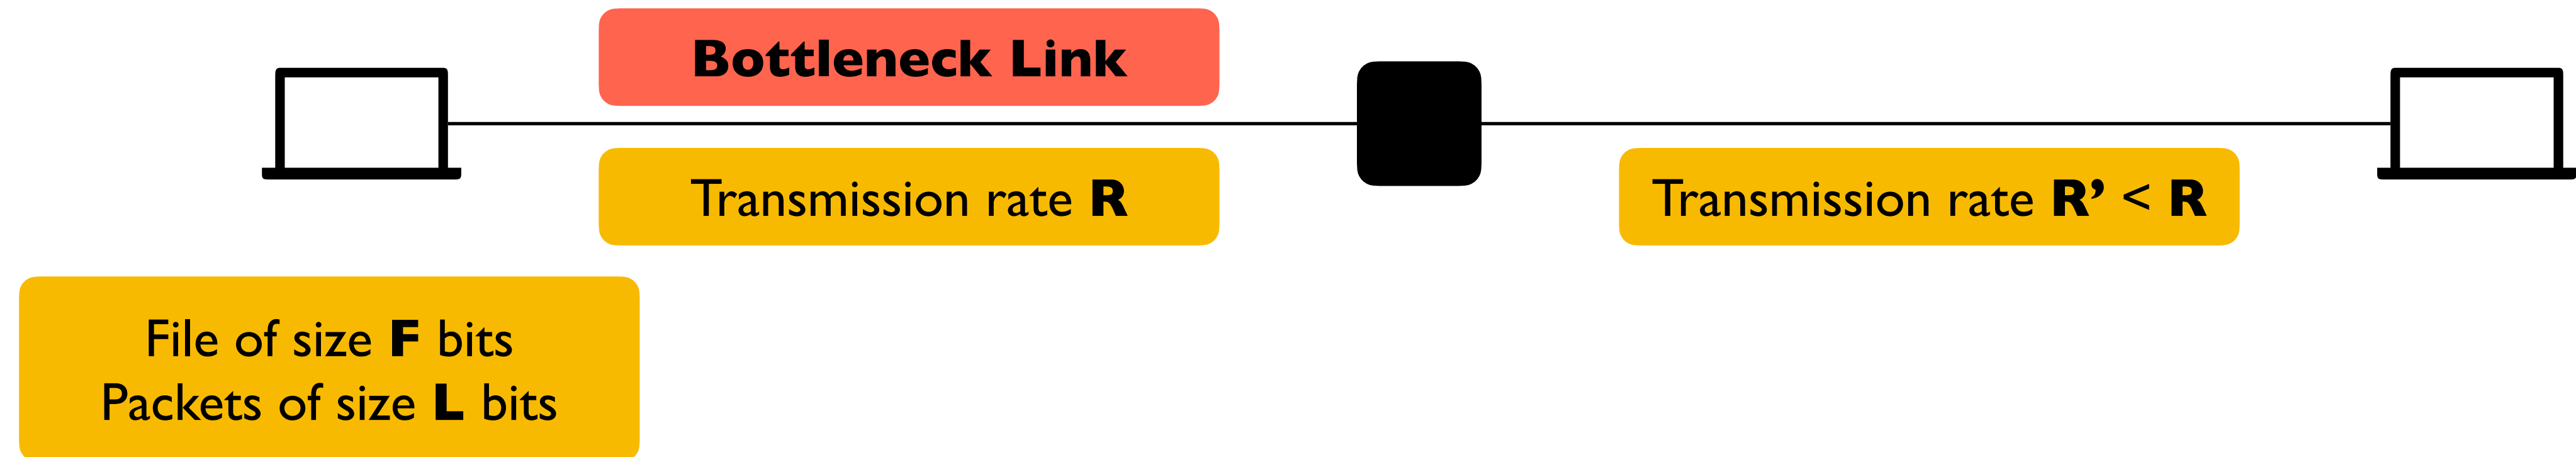 Bottleneck Link
Transmission rate R
Transmission rate R’ < R
File of size F bits
Packets of size L bits